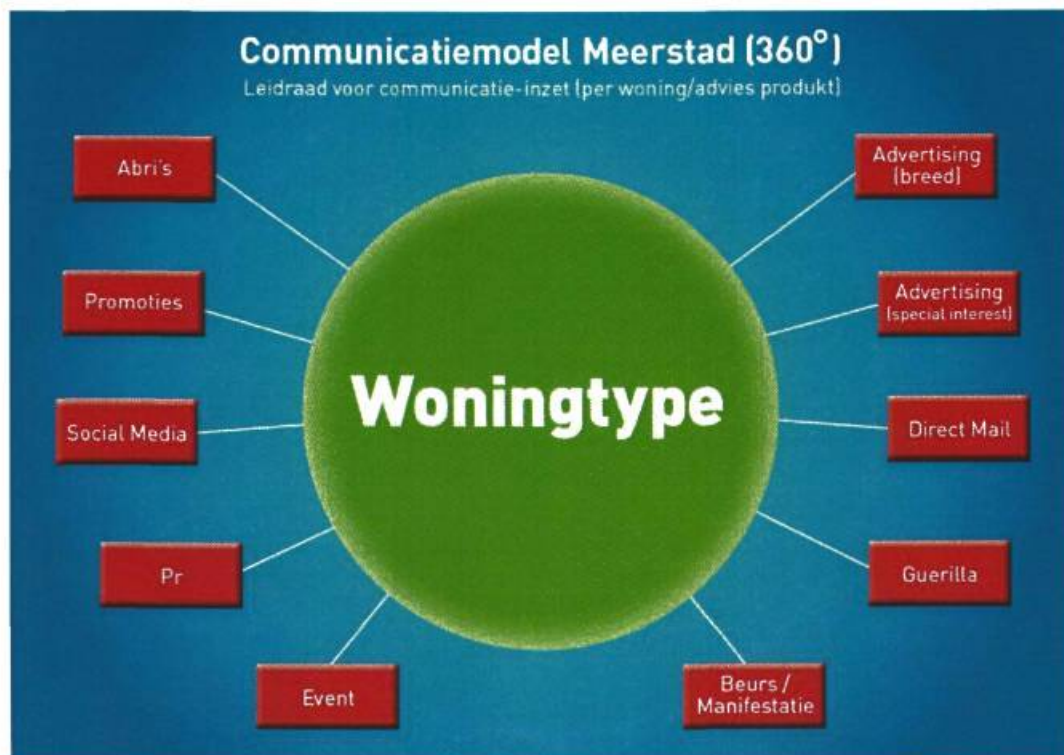 Communicatiemodel Meerstad (360°)
Leidraad voor communicatie-inzet (per woning/advies produkt)
Abri's
Promoties
Social Media
Pr
Event
Woningtype
Advertising
(breed)
Advertising
(special interest)
Direct Mail
Guerilla
Beurs /
Manifestatie